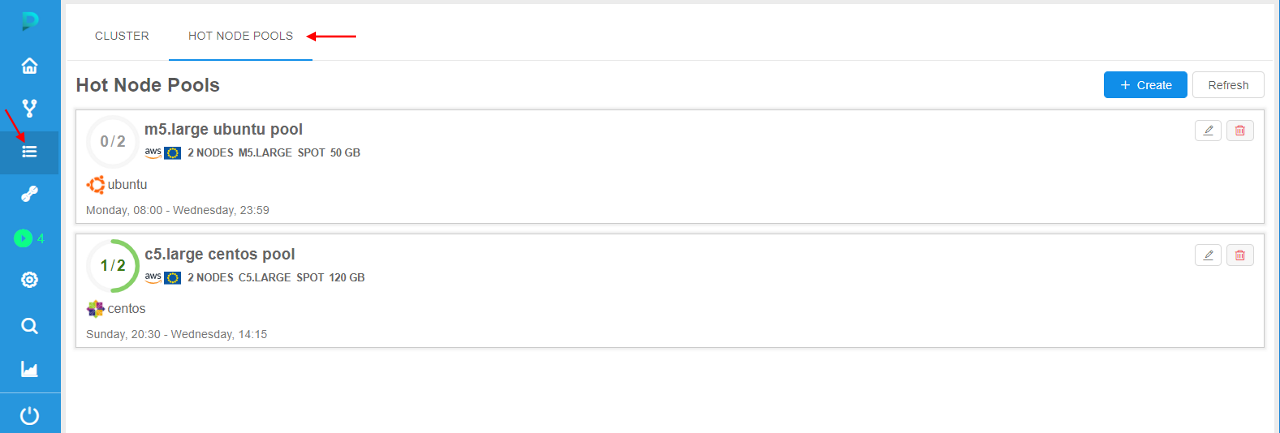 CLUSTER HOT NODE POOLS
Hot Node Pools
+ Create Refresh
0/2 m5.large ubuntu pool
aws 2 NODES M5.LARGE SPOT 50 GB
ubuntu
Monday, 08:00 - Wednesday, 23:59
1/2 c5.large centos pool
aws 2 NODES C5.LARGE SPOT 120 GB
centos
Sunday, 20:30 - Wednesday, 14:15
4